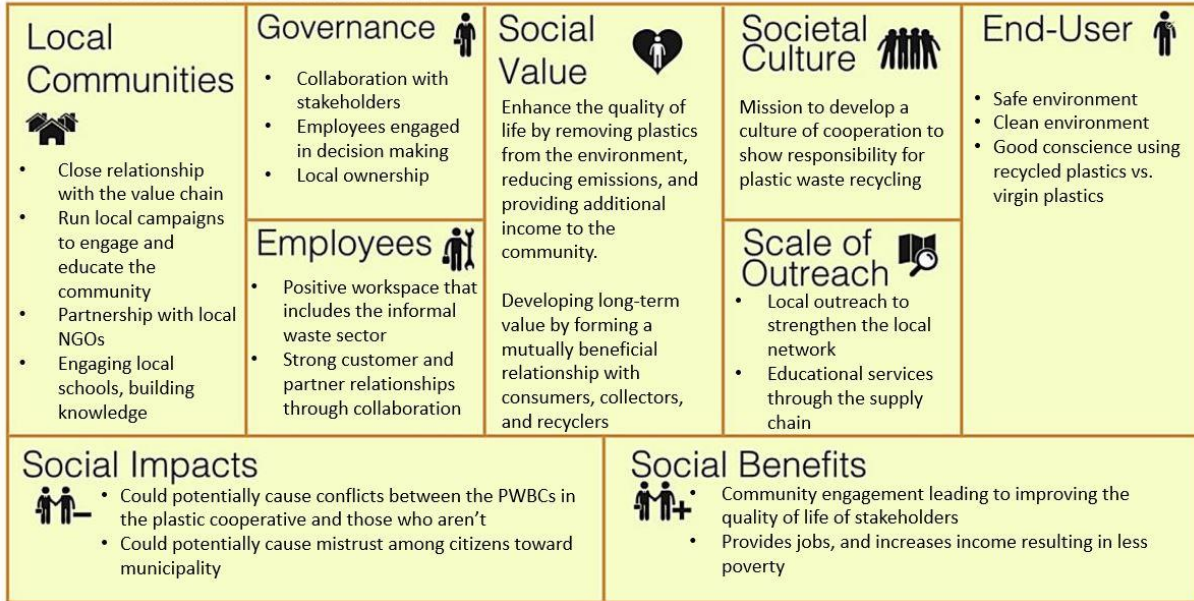 Local
Communities
• Close relationship
with the value chain
• Run local campaigns
to engage and
educate the
community
• Partnership with local
NGOs
• Engaging local
schools, building
knowledge
Governance
• Collaboration with
stakeholders
• Employees engaged
in decision making
• Local ownership
Employees
• Positive workspace that
includes the informal
waste sector
• Strong customer and
partner relationships
through collaboration
Social
Value
Enhance the quality of
life by removing plastics
from the environment,
reducing emissions, and
providing additional
income to the
community.
Developing long-term
value by forming a
mutually beneficial
relationship with
consumers, collectors,
and recyclers
Societal
Culture
Mission to develop a
culture of cooperation to
show responsibility for
plastic waste recycling
Scale of
Outreach
• Local outreach to
strengthen the local
network
• Educational services
through the supply
chain
End-User
• Safe environment
• Clean environment
• Good conscience using
recycled plastics vs.
virgin plastics
Social Impacts
• Could potentially cause conflicts between the PWBCs in
the plastic cooperative and those who aren't
• Could potentially cause mistrust among citizens toward
municipality
Social Benefits
• Community engagement leading to improving the
quality of life of stakeholders
• Provides jobs, and increases income resulting in less
poverty